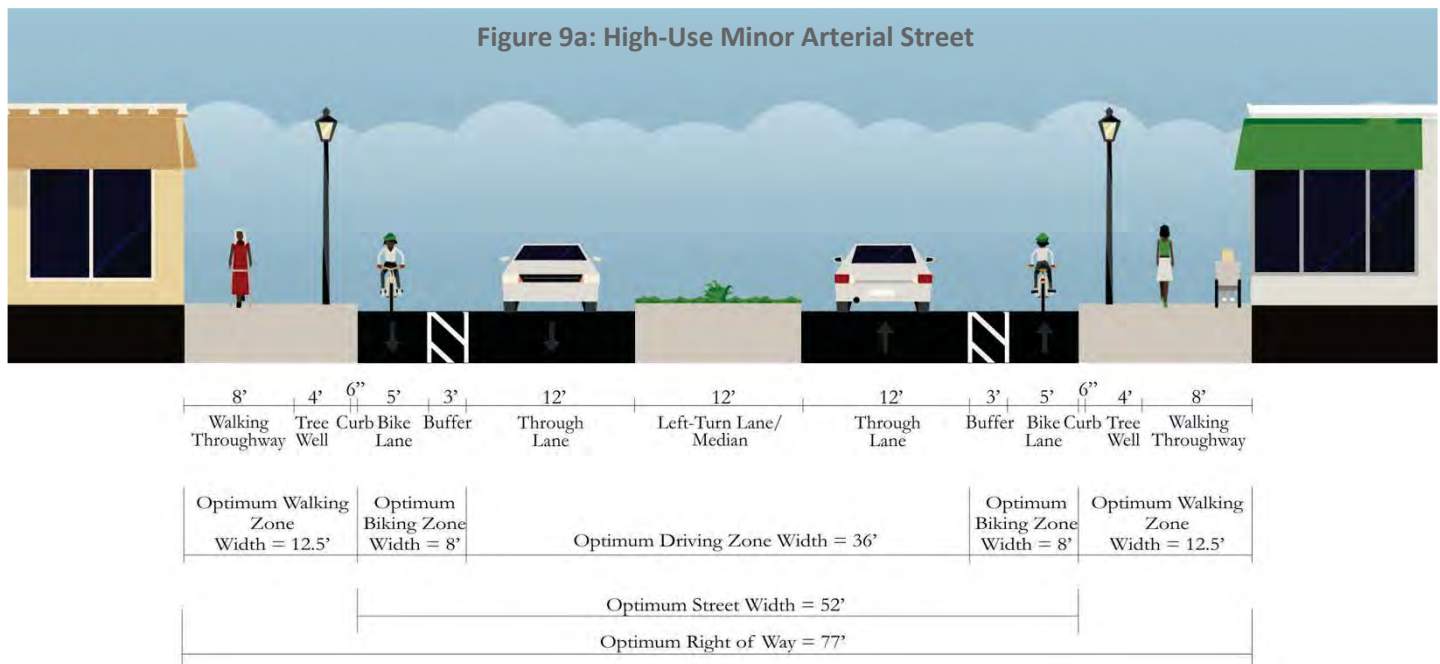 Figure 9a: High-Use Minor Arterial Street
8’ 4’ 6” 5’ 3’ 12’ 12’ 12’ 3’ 5’ 6” 4’ 8’
Walking Tree Curb Bike Buffer Through Left-Turn Lane/ Through Buffer Bike Curb Tree Walking
Throughway Well Lane Lane Median Lane Lane Well Throughway
Optimum Walking Optimum Optimum Optimum Walking
Zone Biking Zone Biking Zone Zone
Width = 12.5’ Width = 8’ Optimum Driving Zone Width = 36’ Width = 8’ Width = 12.5’
Optimum Street Width = 52’
Optimum Right of Way = 77’